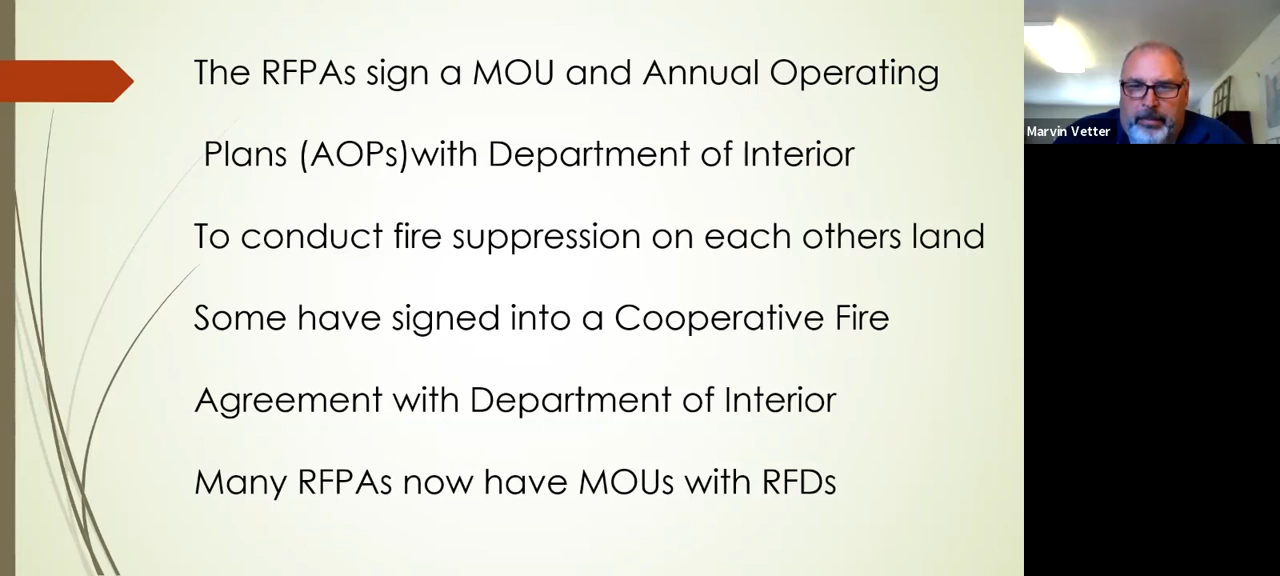 The RFPAs sign a MOU and Annual Operating
Plans (AOPs)with Department of Interior
To conduct fire suppression on each others land
Some have signed into a Cooperative Fire
Agreement with Department of Interior
Many RFPAs now have MOUs with RFDs
Marvin Vetter